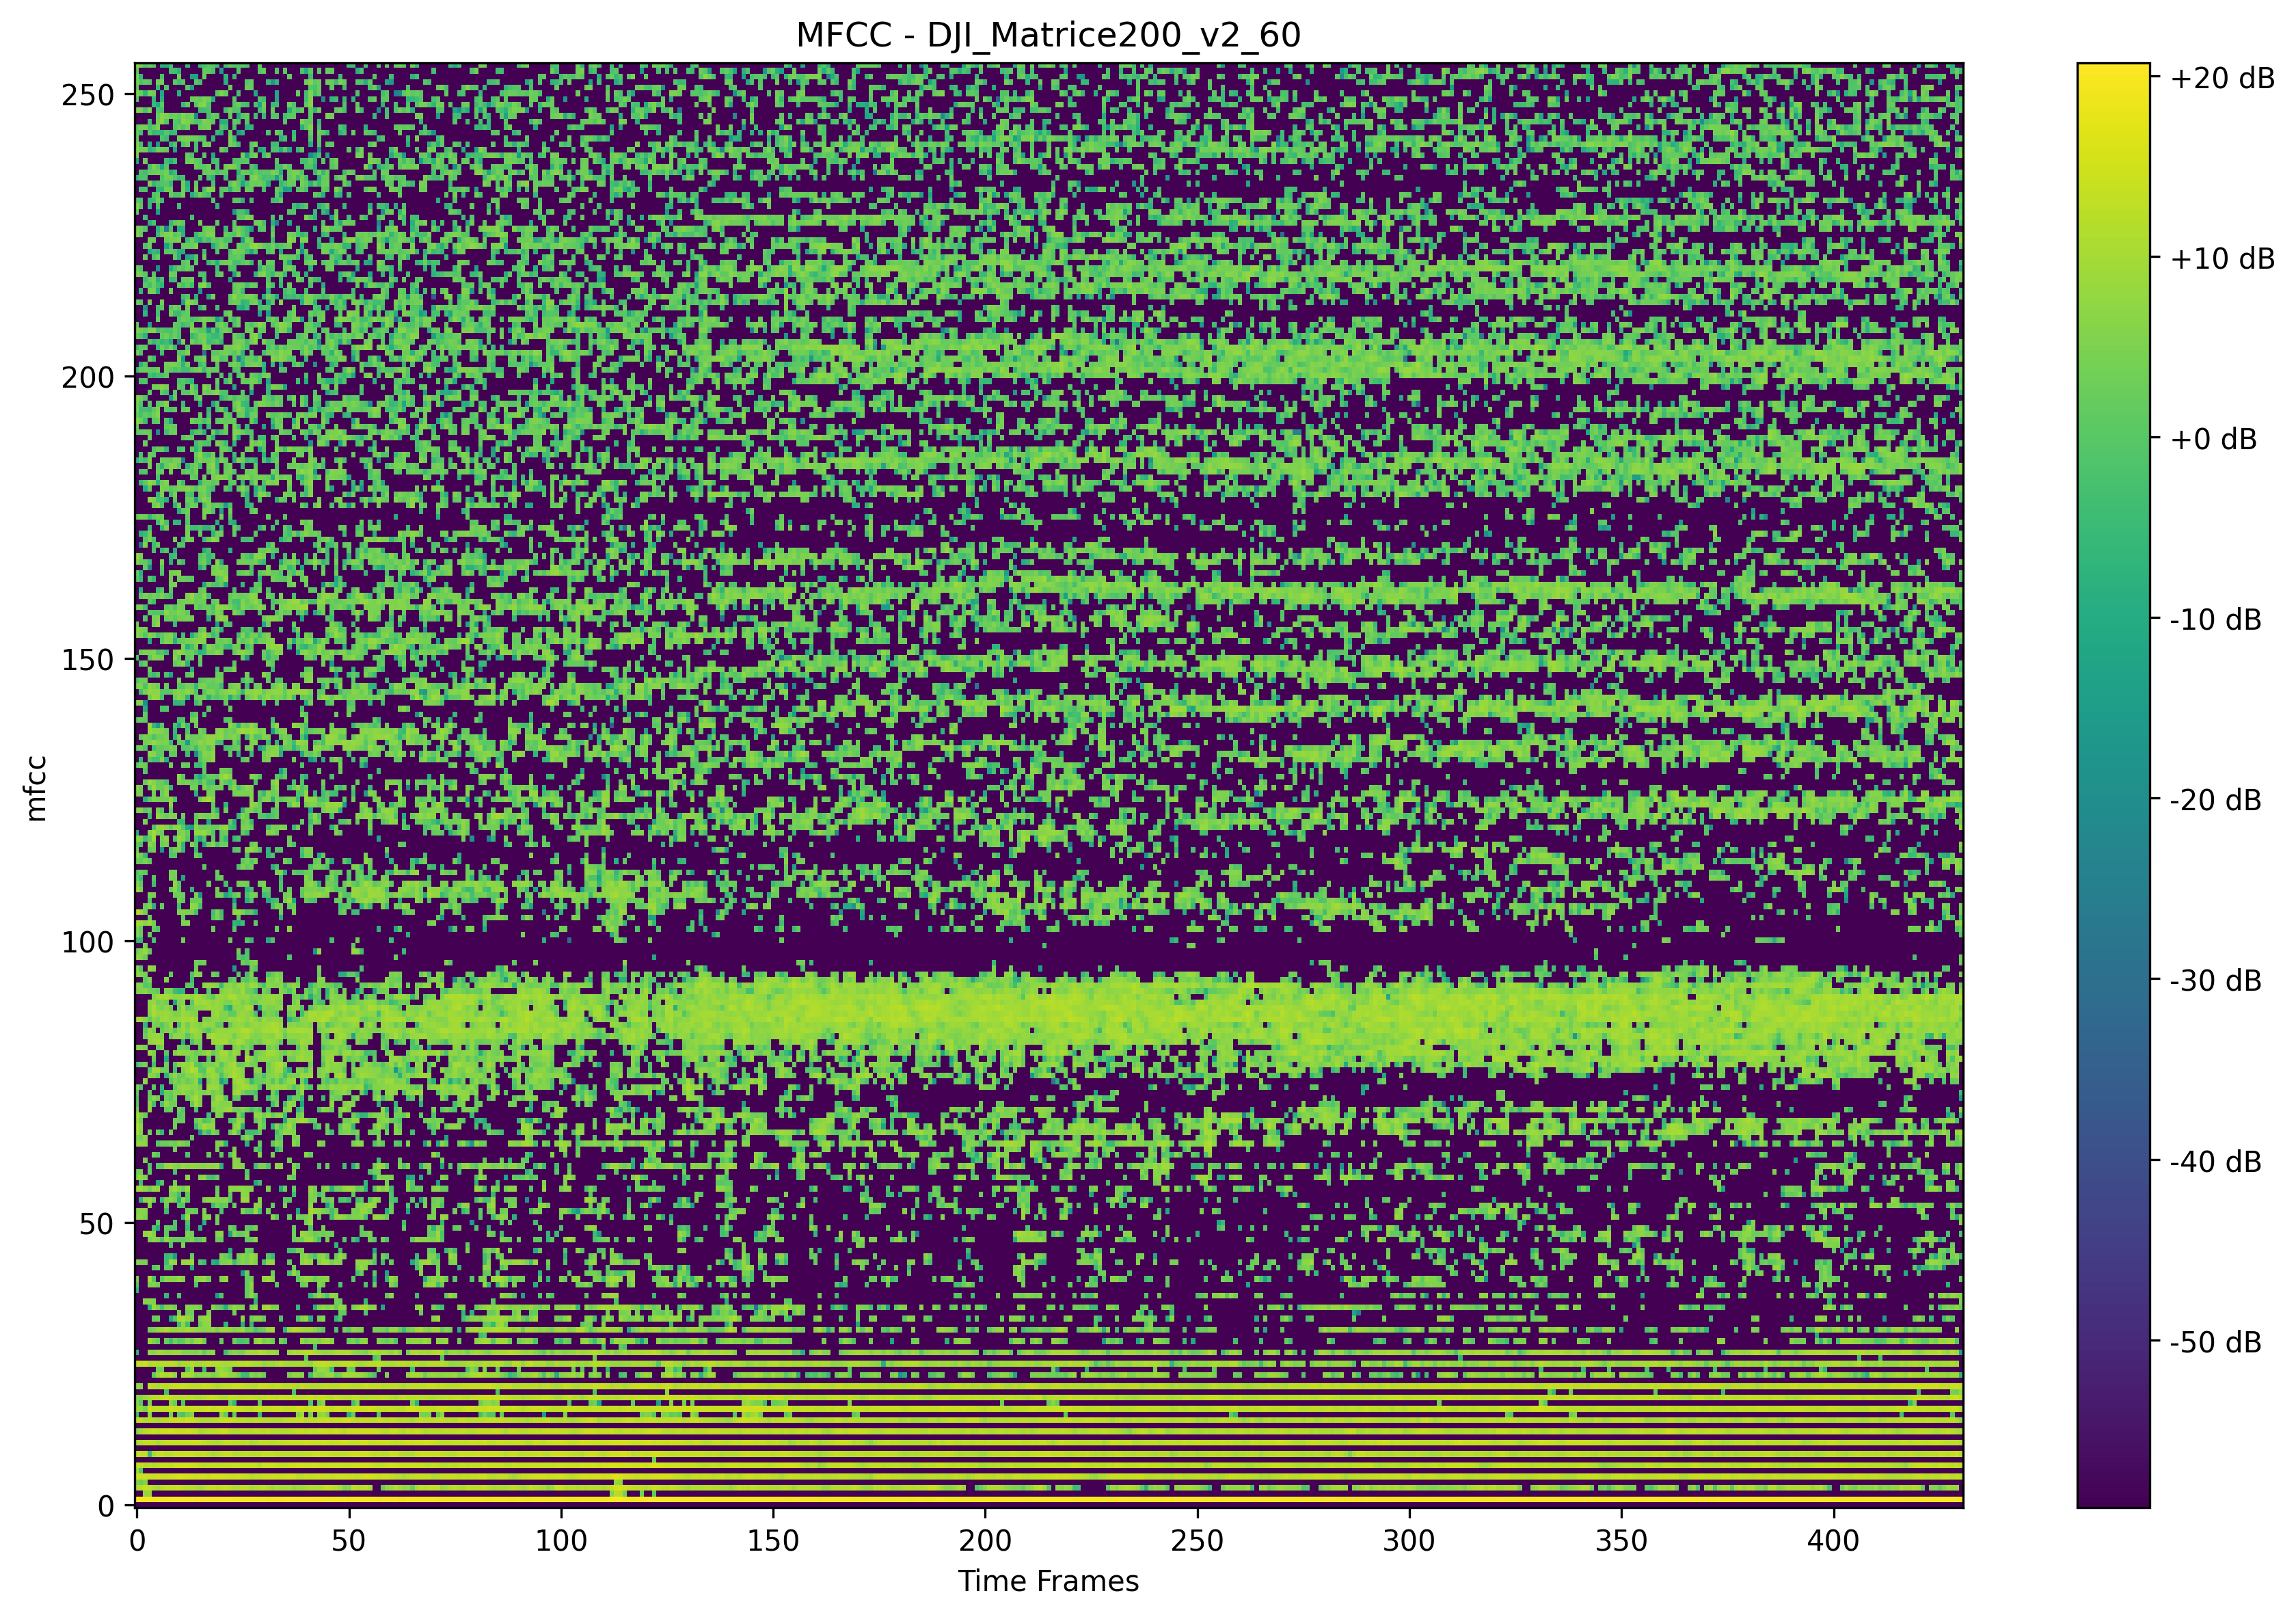 MFCC - DJI_Matrice200_v2_60
mfcc
250
200
150
100
50
0
0 50 100 150 200 250 300 350 400
Time Frames
+20 dB
+10 dB
+0 dB
-10 dB
-20 dB
-30 dB
-40 dB
-50 dB